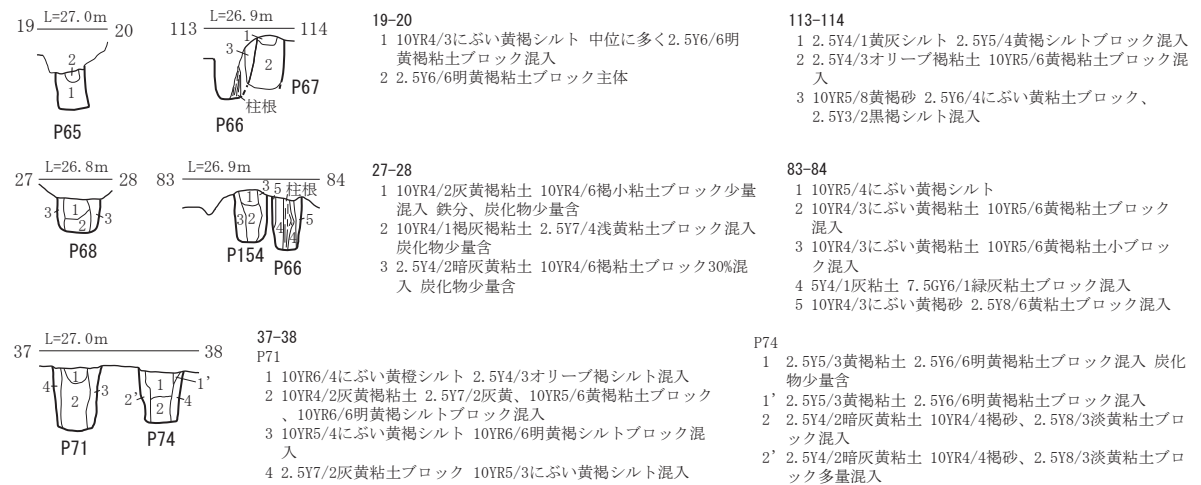 19 L=27.0m 20
2
1
P65
113 L=26.9m 114
1
3
2
P67
柱根
P66
19-20
1 10YR4/3にぶい黄褐シルト 中位に多く2.5Y6/6明
黄褐粘土ブロック混入
2 2.5Y6/6明黄褐粘土ブロック主体
113-114
1 2.5Y4/1黄灰シルト 2.5Y5/4黄褐シルトブロック混入
2 2.5Y4/3オリーブ褐粘土 10YR5/6黄褐粘土ブロック混
入
3 10YR5/8黄褐砂 2.5Y6/4にぶい黄粘土ブロック、
2.5Y3/2黒褐シルト混入
27 L=26.8m 28
3 1 3
2
P68
83 L=26.9m 84
3 5 柱根
1
3 2 5
4 4
P154
P66
27-28
1 10YR4/2灰黄褐粘土 10YR4/6褐小粘土ブロック少量
混入 鉄分、炭化物少量含
2 10YR4/1褐灰褐粘土 2.5Y7/4浅黄粘土ブロック混入
炭化物少量含
3 2.5Y4/2暗灰黄粘土 10YR4/6褐粘土ブロック30%混
入 炭化物少量含
83-84
1 10YR5/4にぶい黄褐シルト
2 10YR4/3にぶい黄褐粘土 10YR5/6黄褐粘土ブロック
混入
3 10YR4/3にぶい黄褐粘土 10YR5/6黄褐粘土小ブロッ
ク混入
4 5Y4/1灰粘土 7.5GY6/1緑灰粘土ブロック混入
5 10YR4/3にぶい黄褐砂 2.5Y8/6黄粘土ブロック混入
37 L=27.0m 38
4 1 3
2
P71
1 1’
2’ 4
2
P74
37-38
P71
1 10YR6/4にぶい黄橙シルト 2.5Y4/3オリーブ褐シルト混入
2 10YR4/2灰黄褐粘土 2.5Y7/2灰黄、10YR5/6黄褐粘土ブロック
、10YR6/6明黄褐シルトブロック混入
3 10YR5/4にぶい黄褐シルト 10YR6/6明黄褐シルトブロック混
入
4 2.5Y7/2灰黄粘土ブロック 10YR5/3にぶい黄褐シルト混入
P74
1 2.5Y5/3黄褐粘土 2.5Y6/6明黄褐粘土ブロック混入 炭化
物少量含
1’ 2.5Y5/3黄褐粘土 2.5Y6/6明黄褐粘土ブロック混入
2 2.5Y4/2暗灰黄粘土 10YR4/4褐砂、2.5Y8/3淡黄粘土ブロ
ック混入
2’ 2.5Y4/2暗灰黄粘土 10YR4/4褐砂、2.5Y8/3淡黄粘土ブロ
ック多量混入